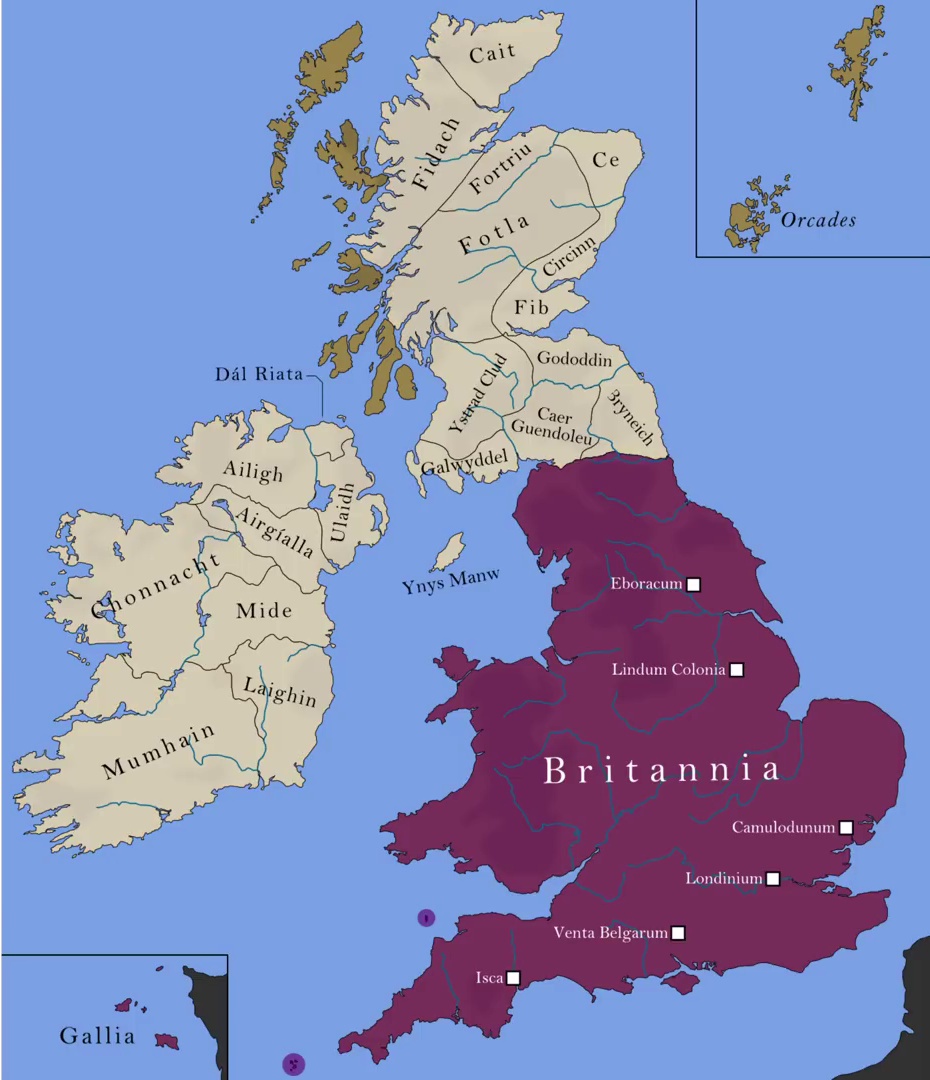 Cait
Fidach
Fortriu
Ce
Fotla
Orcades
Circinn
Fib
Gododdin
Dál Riata
Ystrad Clud
Bryneich
Caer
Guendoleu
Galwyddel
Ailigh
Ulaidh
Airgíalla
Chonnacht
Ynys Manw
Eboracum
Mide
Lindum Colonia
Laighin
Mumhain
Britannia
Camulodunum
Londinium
Venta Belgarum
Isca
Gallia